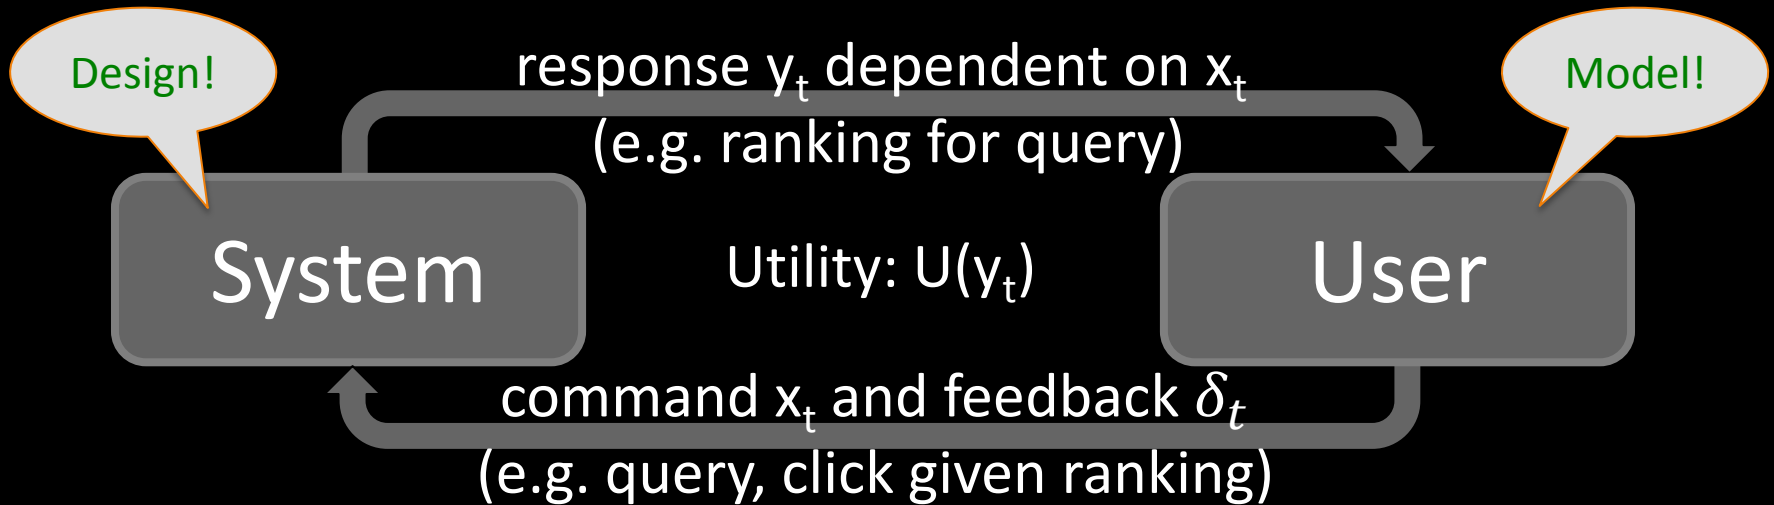 Design!
response yₜ dependent on xₜ
Model!
(e.g. ranking for query)
System
Utility: U(yₜ)
User
command xₜ and feedback 𝛿ₜ
(e.g. query, click given ranking)